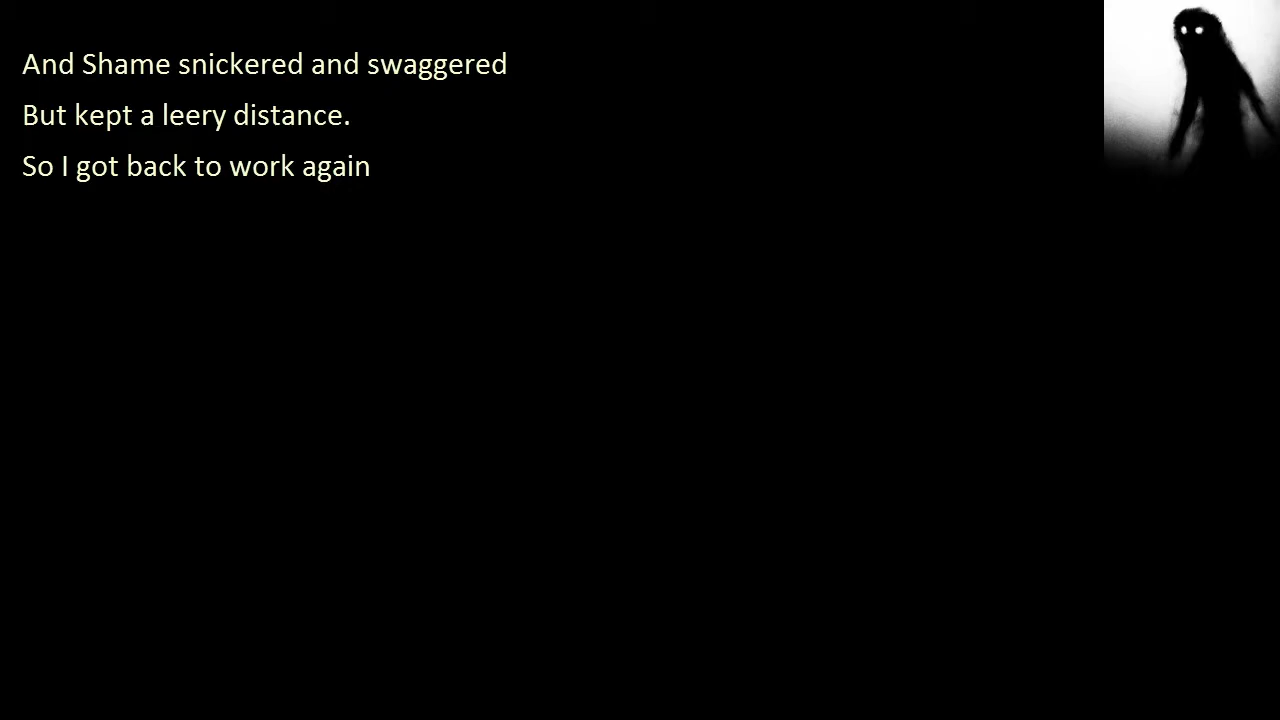 And Shame snickered and swaggered
But kept a leery distance.
So I got back to work again